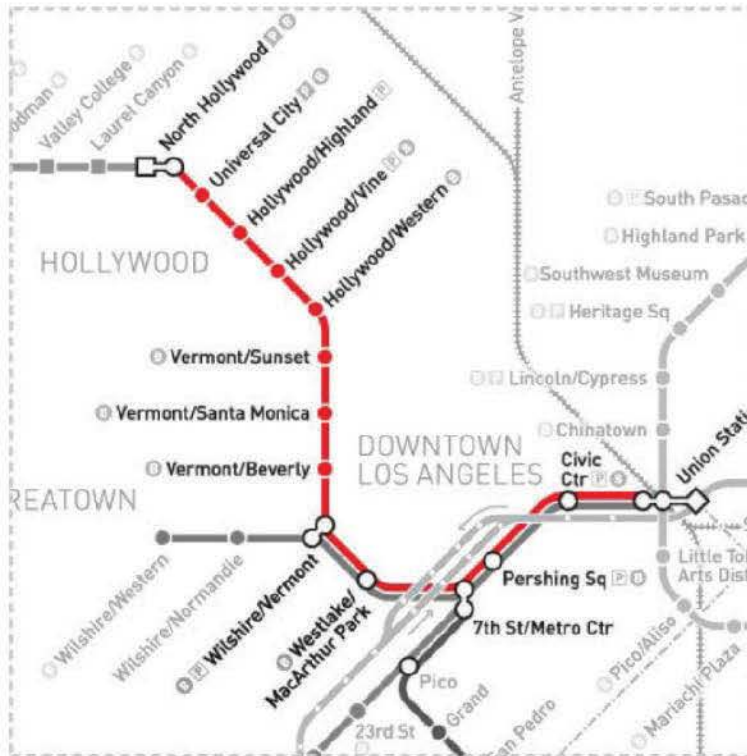 Valley College
Laurel Canyon
North Hollywood P B
Universal City P B
Hollywood/Highland P
Hollywood/Vine P B
Hollywood/Western B
Antelope V
HOLLYWOOD
B P South Pasad
Highland Park
Southwest Museum
P Heritage Sq
P Lincoln/Cypress
Chinatown
B Vermont/Sunset
B Vermont/Santa Monica
B Vermont/Beverly
DOWNTOWN
LOS ANGELES
Civic
Ctr P B
Union Stati
REATOWN
Wilshire/Western
Wilshire/Normandie
B P Wilshire/Vermont
B Westlake/
MacArthur Park
Pershing Sq P B
7th St/Metro Ctr
Little Tok
Arts Dist
Pico
Grand
23rd St
an Pedro
Pico/Aliso
Mariachi Plaza